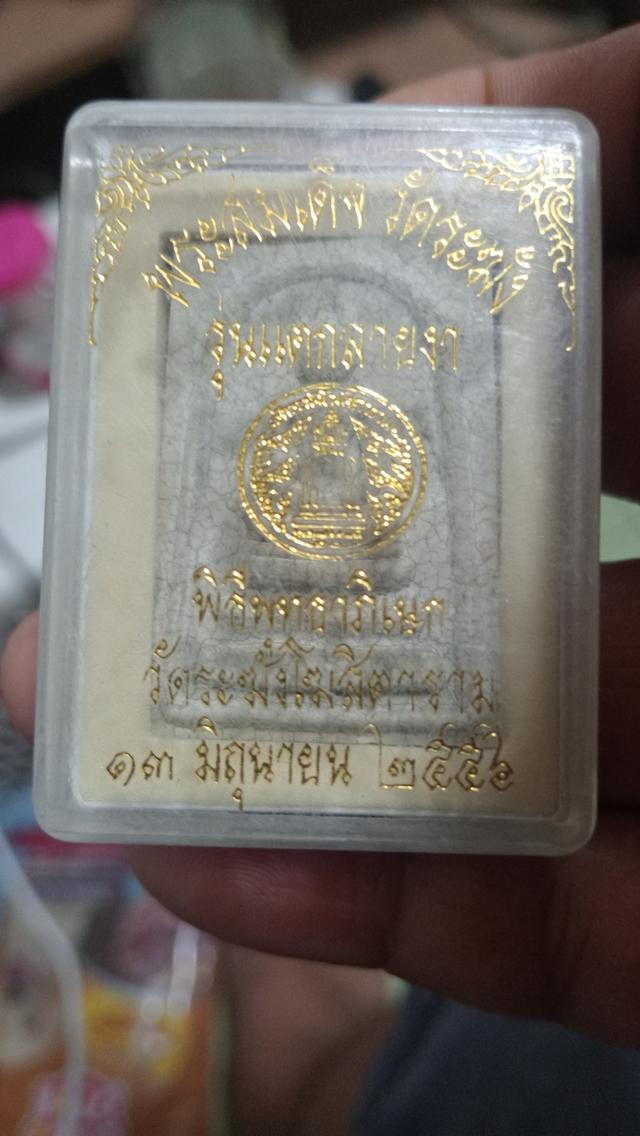 พระสมเด็จ วัดระฆัง
รุ่นแตกลายงา
พิธีพุทธาภิเษก
วัดระฆังโฆสิตาราม
๑๓ มิถุนายน ๒๕๕๖